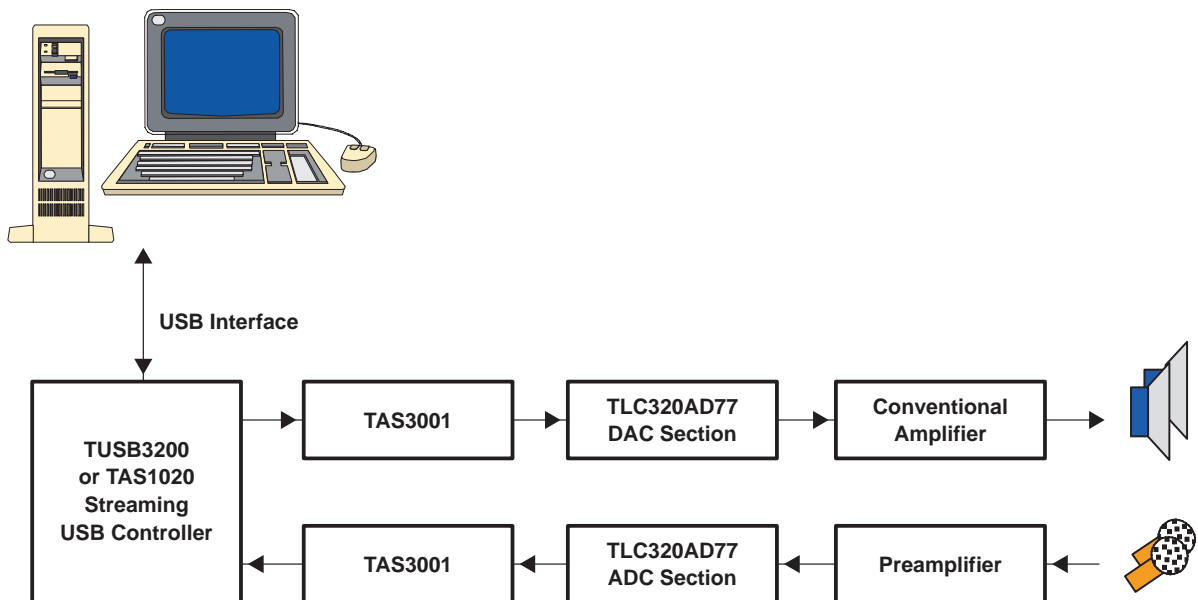 USB Interface
TUSB3200
or TAS1020
Streaming
USB Controller
TAS3001
TLC320AD77
DAC Section
Conventional
Amplifier
TAS3001
TLC320AD77
ADC Section
Preamplifier